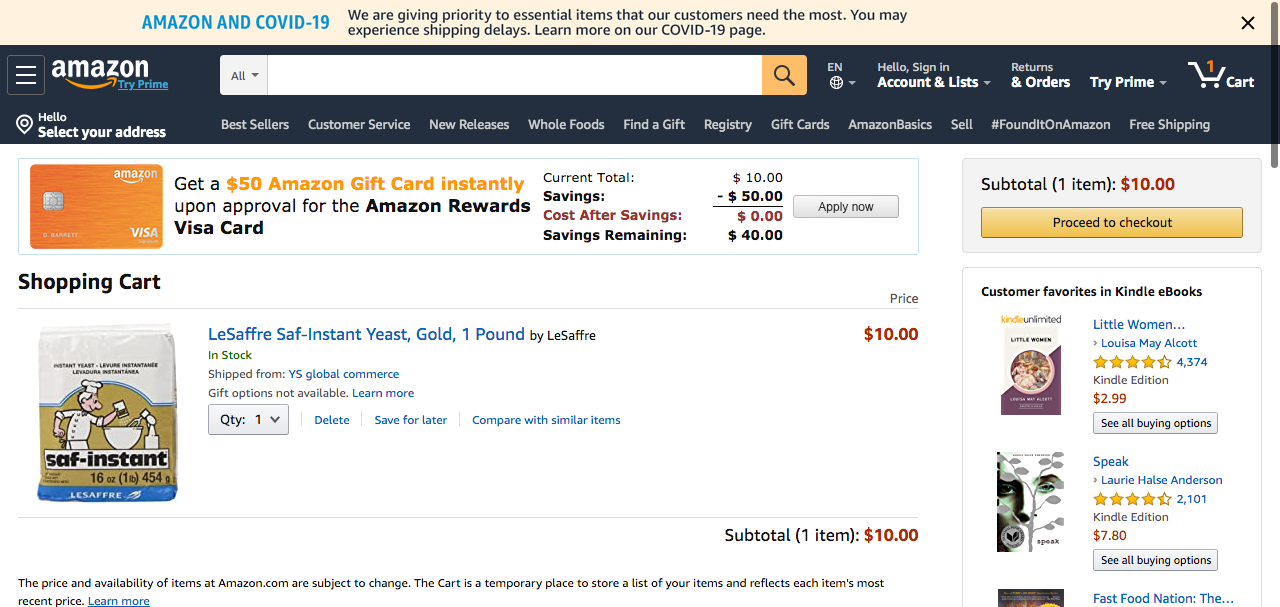 AMAZON AND COVID-19
We are giving priority to essential items that our customers need the most. You may
experience shipping delays. Learn more on our COVID-19 page.
amazon
Try Prime
All
EN
Hello, Sign in
Account & Lists
Returns
& Orders
Try Prime
1
Cart
Hello
Select your address
Best Sellers
Customer Service
New Releases
Whole Foods
Find a Gift
Registry
Gift Cards
AmazonBasics
Sell
#FoundItOnAmazon
Free Shipping
amazon
D. BARRETT
VISA
Get a $50 Amazon Gift Card instantly
upon approval for the Amazon Rewards
Visa Card
Current Total: $ 10.00
Savings: - $ 50.00
Cost After Savings: $ 0.00
Savings Remaining: $ 40.00
Apply now
Subtotal (1 item): $10.00
Proceed to checkout
Shopping Cart
Price
INSTANT YEAST - LEVURE INSTANTANÉE
LEVADURA INSTANTÁNEA
saf-instant
16 oz (1 lb) 454 g
LESAFFRE
LeSaffre Saf-Instant Yeast, Gold, 1 Pound by LeSaffre
$10.00
In Stock
Shipped from: YS global commerce
Gift options not available. Learn more
Qty: 1
Delete
Save for later
Compare with similar items
Subtotal (1 item): $10.00
The price and availability of items at Amazon.com are subject to change. The Cart is a temporary place to store a list of your items and reflects each item's most
recent price. Learn more
Customer favorites in Kindle eBooks
kindleunlimited
LITTLE WOMEN
LOUISA MAY ALCOTT
Little Women…
› Louisa May Alcott
4,374
Kindle Edition
$2.99
See all buying options
LAURIE HALSE ANDERSON
speak
Speak
› Laurie Halse Anderson
2,101
Kindle Edition
$7.80
See all buying options
Fast Food Nation: The…